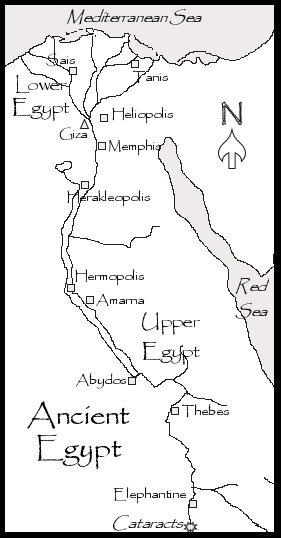 Mediterranean Sea
Sais
Tanis
Lower
Egypt
Heliopolis
Giza
N
Memphis
Herakleopolis
Hermopolis
Red
Sea
Amarna
Upper
Egypt
Abydos
Ancient
Egypt
Thebes
Elephantine
Cataracts